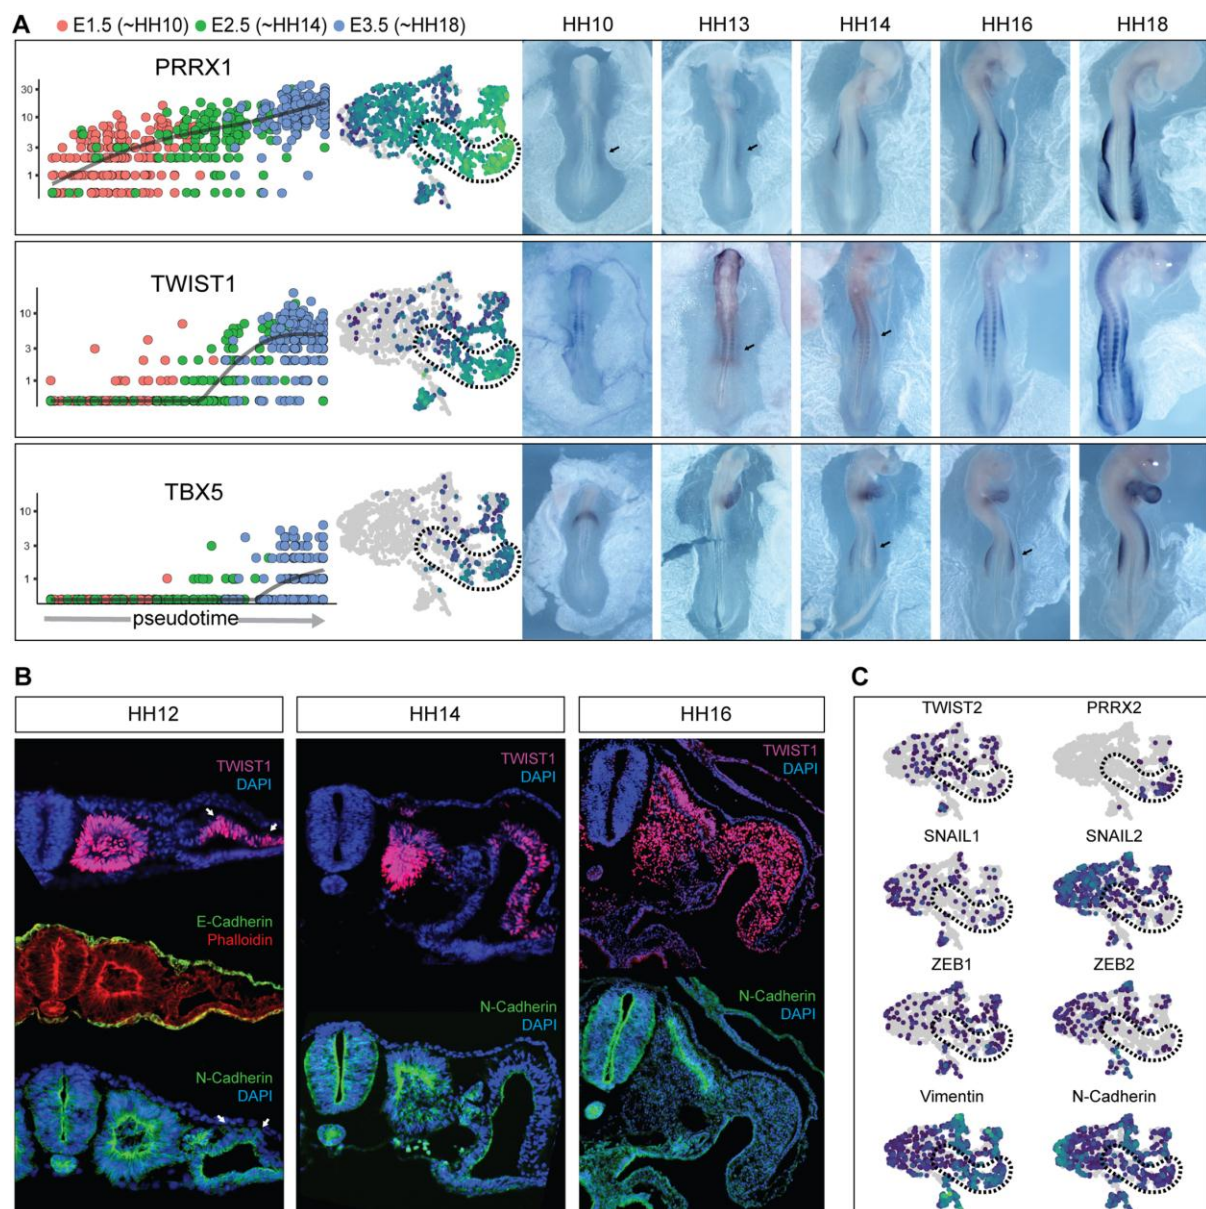 A
E1.5 (~HH10) E2.5 (~HH14) E3.5 (~HH18)
HH10 HH13 HH14 HH16 HH18
PRRX1
30
10
3
1
TWIST1
10
3
1
TBX5
10
3
1
pseudotime
B
HH12 HH14 HH16
TWIST1
DAPI
E-Cadherin
Phalloidin
N-Cadherin
DAPI
TWIST1
DAPI
N-Cadherin
DAPI
TWIST1
DAPI
N-Cadherin
DAPI
C
TWIST2 PRRX2
SNAIL1 SNAIL2
ZEB1 ZEB2
Vimentin N-Cadherin